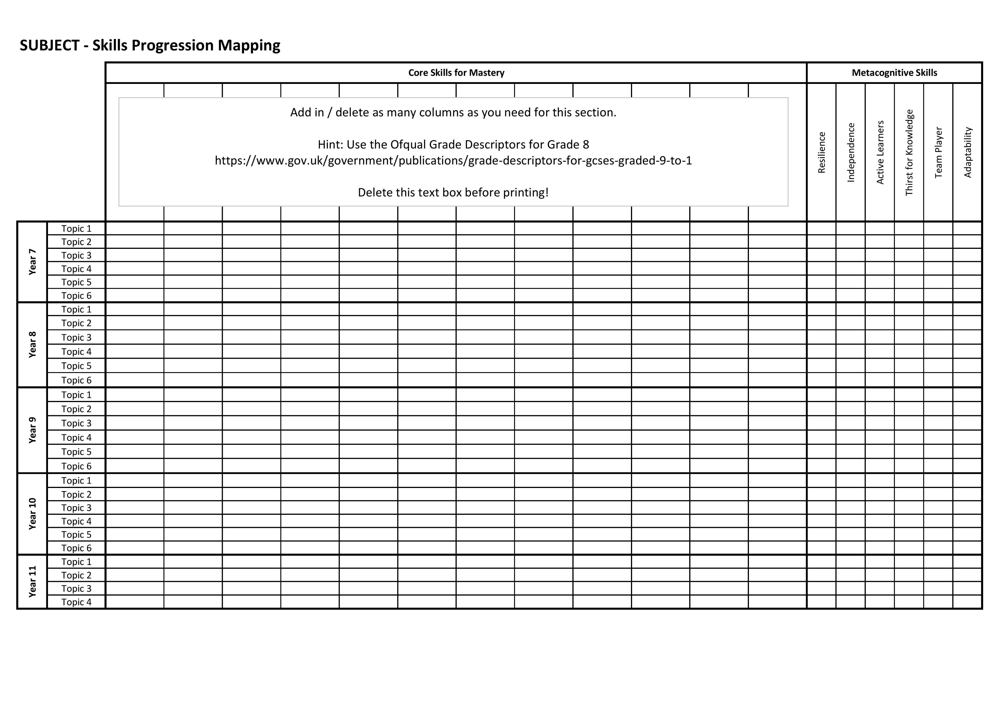 SUBJECT - Skills Progression Mapping
Core Skills for Mastery
Metacognitive Skills
Add in / delete as many columns as you need for this section.
Hint: Use the Ofqual Grade Descriptors for Grade 8
https://www.gov.uk/government/publications/grade-descriptors-for-gcses-graded-9-to-1
Delete this text box before printing!
Resilience
Independence
Active Learners
Thirst for Knowledge
Team Player
Adaptability
Year 7
Topic 1
Topic 2
Topic 3
Topic 4
Topic 5
Topic 6
Year 8
Topic 1
Topic 2
Topic 3
Topic 4
Topic 5
Topic 6
Year 9
Topic 1
Topic 2
Topic 3
Topic 4
Topic 5
Topic 6
Year 10
Topic 1
Topic 2
Topic 3
Topic 4
Topic 5
Topic 6
Year 11
Topic 1
Topic 2
Topic 3
Topic 4